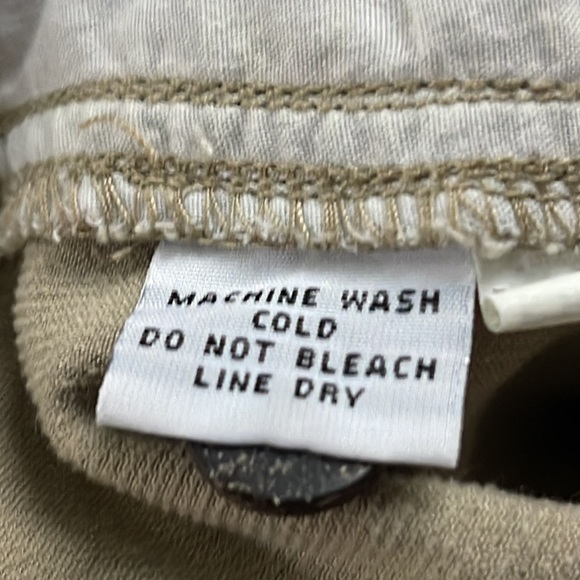 MACHINE WASH
COLD
DO NOT BLEACH
LINE DRY